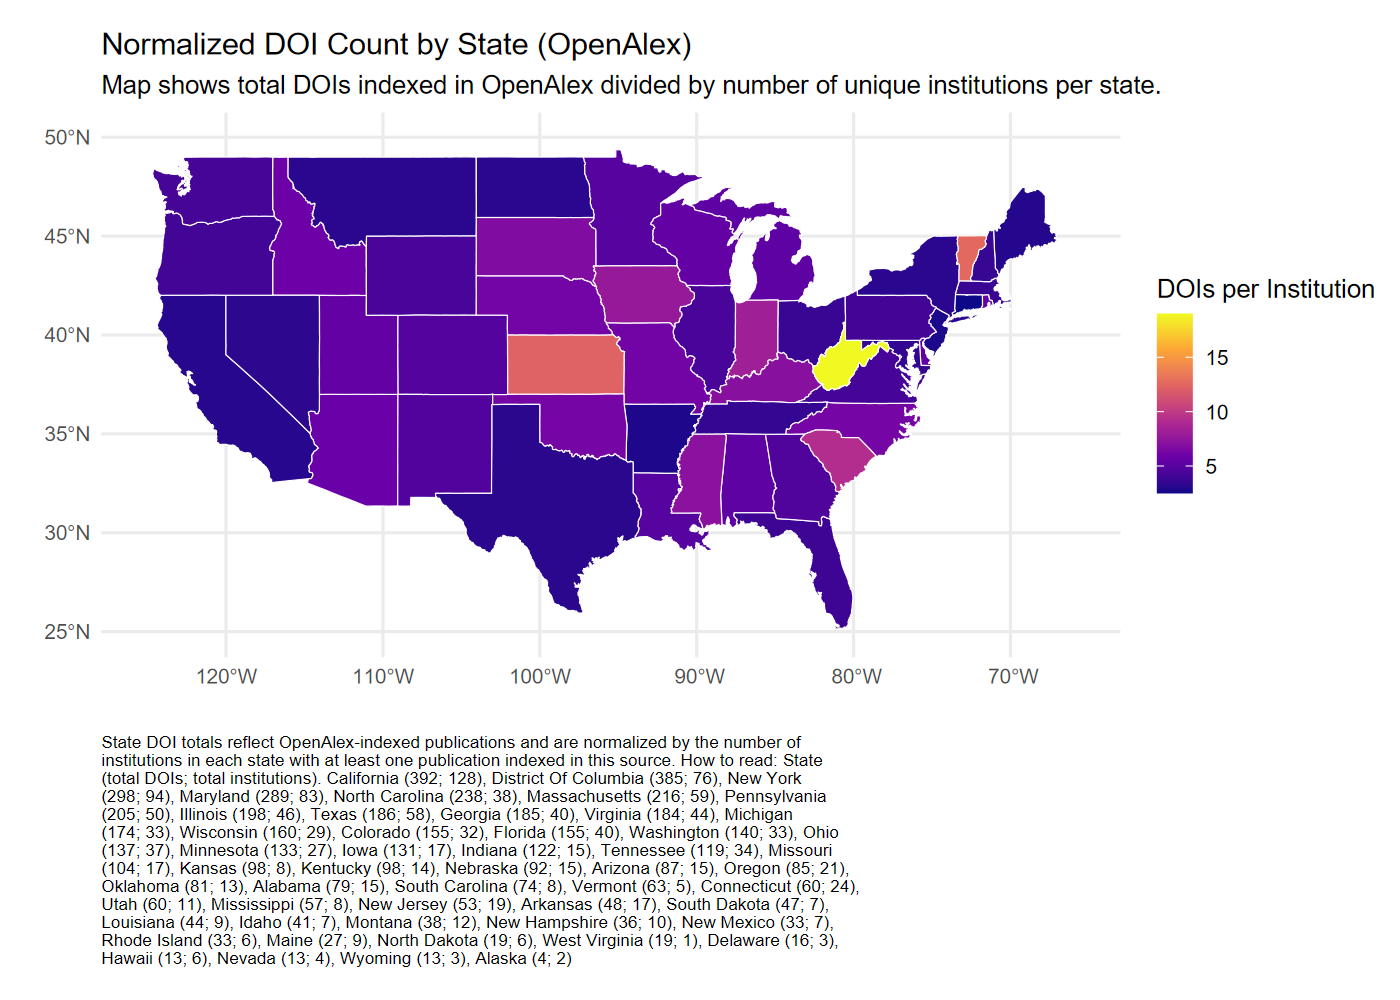 Normalized DOI Count by State (OpenAlex)
Map shows total DOIs indexed in OpenAlex divided by number of unique institutions per state.
50°N
45°N
40°N
35°N
30°N
25°N
120°W
110°W
100°W
90°W
80°W
70°W
DOIs per Institution
15
10
5
State DOI totals reflect OpenAlex-indexed publications and are normalized by the number of
institutions in each state with at least one publication indexed in this source. How to read: State
(total DOIs; total institutions). California (392; 128), District Of Columbia (385; 76), New York
(298; 94), Maryland (289; 83), North Carolina (238; 38), Massachusetts (216; 59), Pennsylvania
(205; 50), Illinois (198; 46), Texas (186; 58), Georgia (185; 40), Virginia (184; 44), Michigan
(174; 33), Wisconsin (160; 29), Colorado (155; 32), Florida (155; 40), Washington (140; 33), Ohio
(137; 37), Minnesota (133; 27), Iowa (131; 17), Indiana (122; 15), Tennessee (119; 34), Missouri
(104; 17), Kansas (98; 8), Kentucky (98; 14), Nebraska (92; 15), Arizona (87; 15), Oregon (85; 21),
Oklahoma (81; 13), Alabama (79; 15), South Carolina (74; 8), Vermont (63; 5), Connecticut (60; 24),
Utah (60; 11), Mississippi (57; 8), New Jersey (53; 19), Arkansas (48; 17), South Dakota (47; 7),
Louisiana (44; 9), Idaho (41; 7), Montana (38; 12), New Hampshire (36; 10), New Mexico (33; 7),
Rhode Island (33; 6), Maine (27; 9), North Dakota (19; 6), West Virginia (19; 1), Delaware (16; 3),
Hawaii (13; 6), Nevada (13; 4), Wyoming (13; 3), Alaska (4; 2)